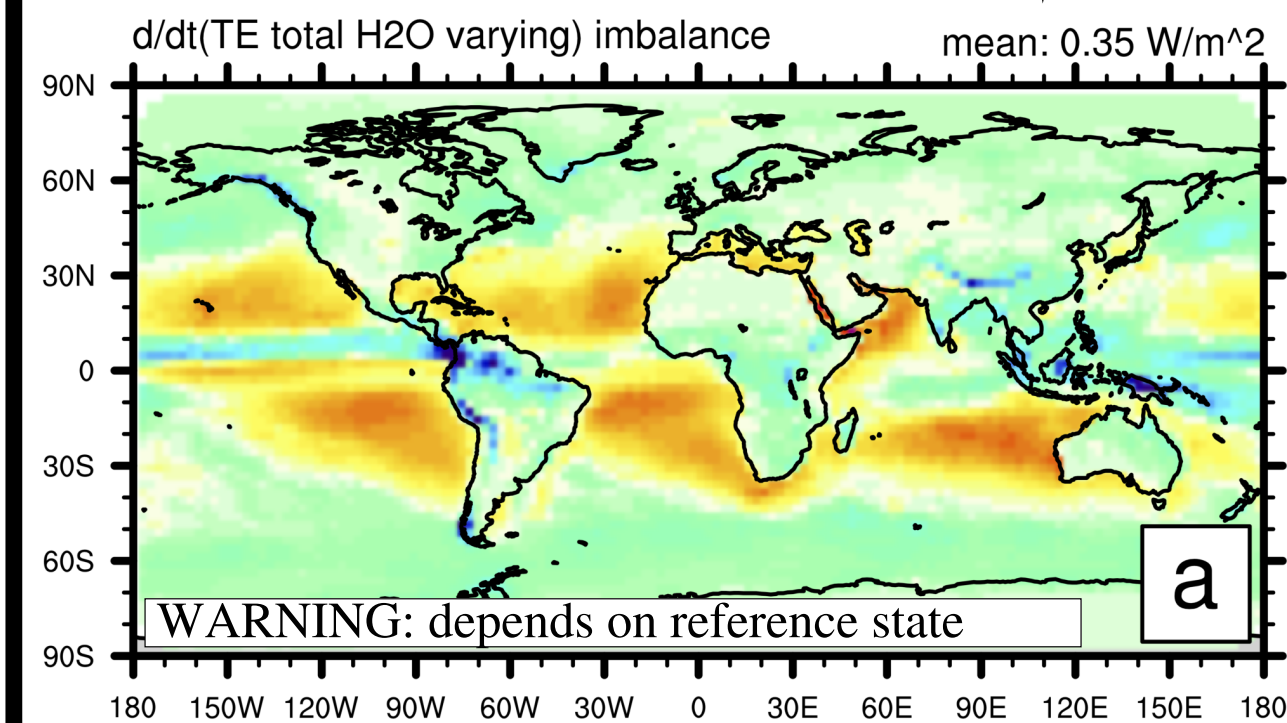 d/dt(TE total H2O varying) imbalance
mean: 0.35 W/m^2
90N
60N
30N
0
30S
60S
90S
a
WARNING: depends on reference state
180 150W 120W 90W 60W 30W 0 30E 60E 90E 120E 150E 180